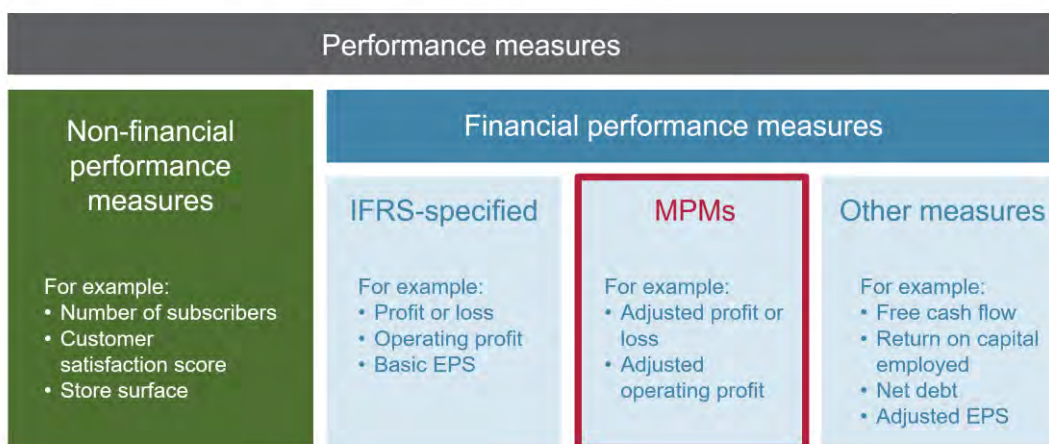 Performance measures
Non-financial
performance
measures
For example:
• Number of subscribers
• Customer
satisfaction score
• Store surface
Financial performance measures
IFRS-specified
For example:
• Profit or loss
• Operating profit
• Basic EPS
MPMs
For example:
• Adjusted profit or
loss
• Adjusted
operating profit
Other measures
For example:
• Free cash flow
• Return on capital
employed
• Net debt
• Adjusted EPS